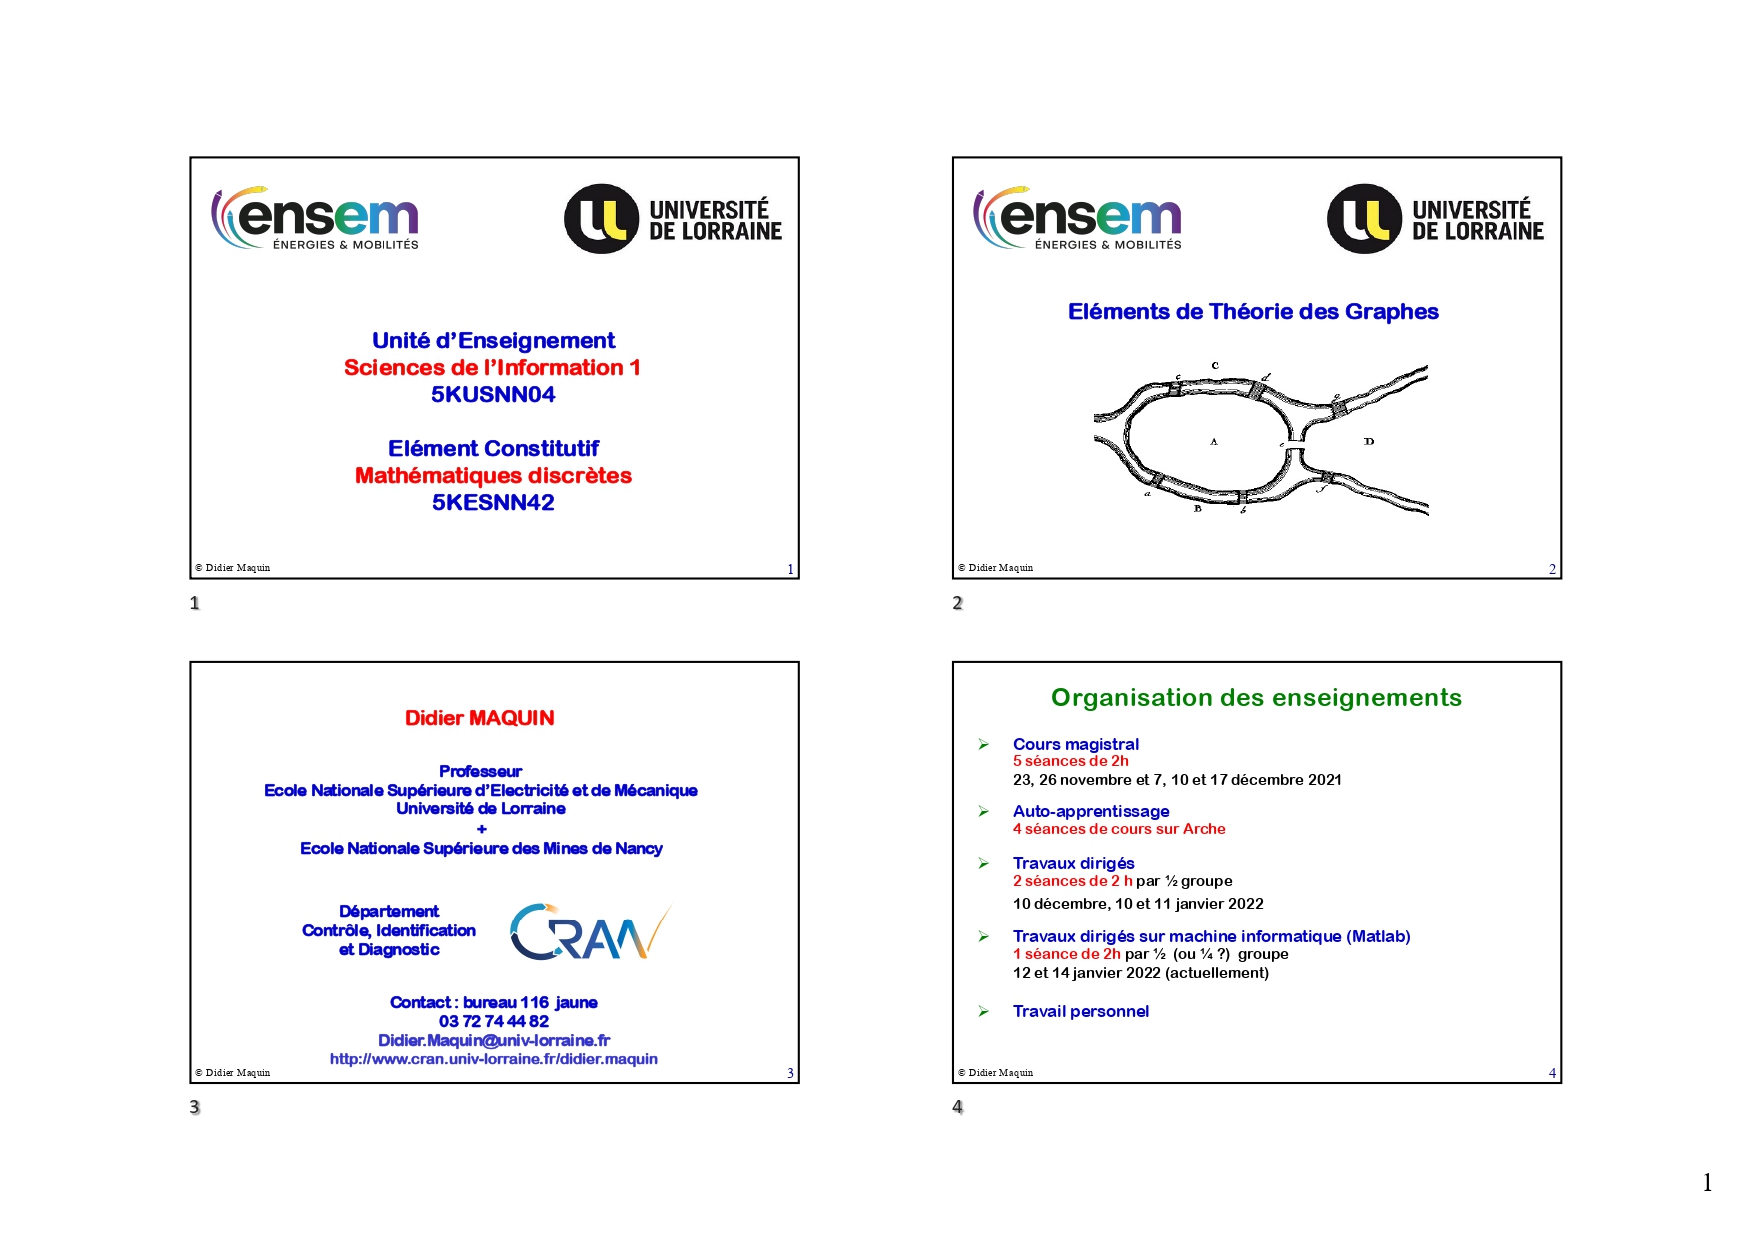 ensem
ÉNERGIES & MOBILITÉS
UNIVERSITÉ
DE LORRAINE
Unité d’Enseignement
Sciences de l’Information 1
5KUSNN04
Elément Constitutif
Mathématiques discrètes
5KESNN42
© Didier Maquin
1
1
ensem
ÉNERGIES & MOBILITÉS
UNIVERSITÉ
DE LORRAINE
Eléments de Théorie des Graphes
C
c
d
g
A
e
D
a
B
b
f
© Didier Maquin
2
2
Didier MAQUIN
Professeur
Ecole Nationale Supérieure d’Electricité et de Mécanique
Université de Lorraine
+
Ecole Nationale Supérieure des Mines de Nancy
Département
Contrôle, Identification
et Diagnostic
CRAN
Contact : bureau 116 jaune
03 72 74 44 82
Didier.Maquin@univ-lorraine.fr
http://www.cran.univ-lorraine.fr/didier.maquin
© Didier Maquin
3
3
Organisation des enseignements
➢ Cours magistral
5 séances de 2h
23, 26 novembre et 7, 10 et 17 décembre 2021
➢ Auto-apprentissage
4 séances de cours sur Arche
➢ Travaux dirigés
2 séances de 2 h par ½ groupe
10 décembre, 10 et 11 janvier 2022
➢ Travaux dirigés sur machine informatique (Matlab)
1 séance de 2h par ½ (ou ¼ ?) groupe
12 et 14 janvier 2022 (actuellement)
➢ Travail personnel
© Didier Maquin
4
4
1